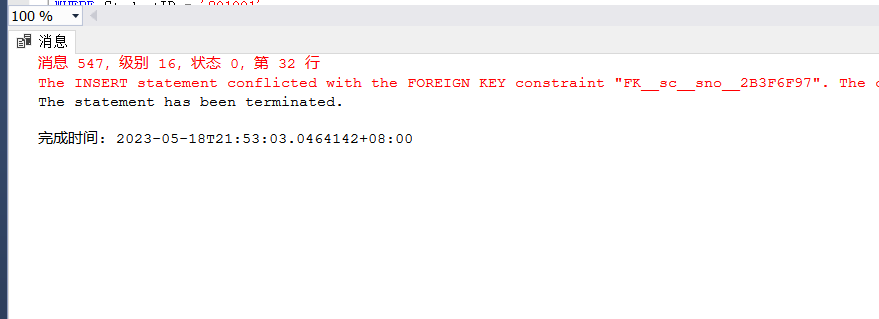 100 %
消息
消息 547，级别 16，状态 0，第 32 行
The INSERT statement conflicted with the FOREIGN KEY constraint "FK__sc__sno__2B3F6F97". The
The statement has been terminated.
完成时间: 2023-05-18T21:53:03.0464142+08:00